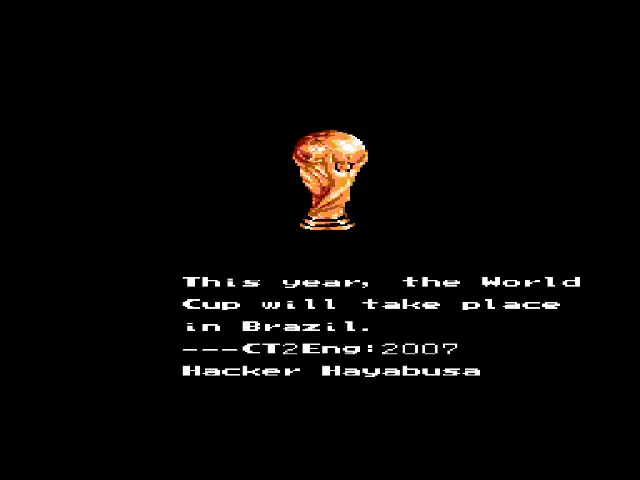 This year, the World
Cup will take place
in Brazil.
---CT2Eng:2007
Hacker Hayabusa